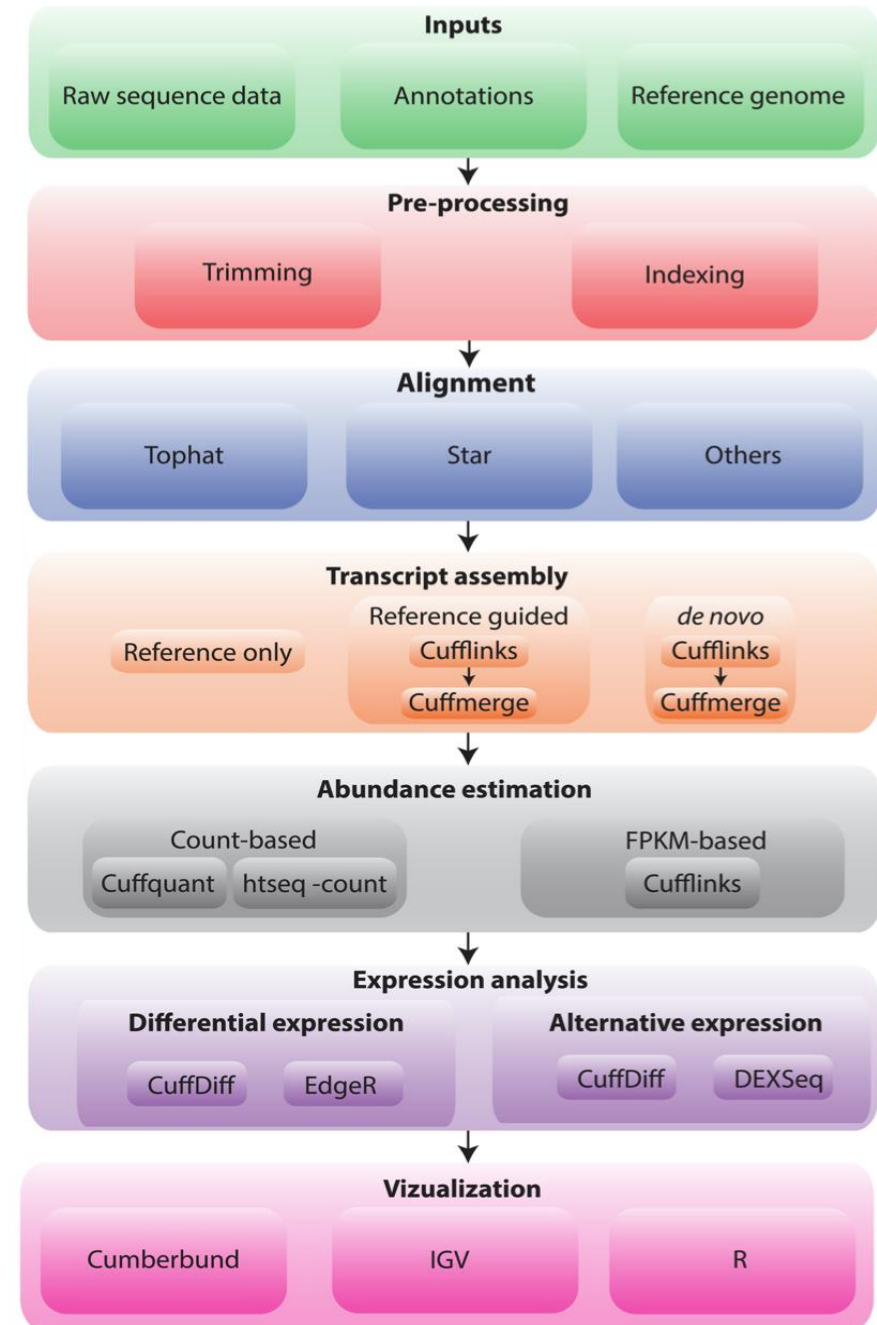 Inputs
Raw sequence data
Annotations
Reference genome
Pre-processing
Trimming
Indexing
Alignment
Tophat
Star
Others
Transcript assembly
Reference only
Reference guided
Cufflinks
Cuffmerge
de novo
Cufflinks
Cuffmerge
Abundance estimation
Count-based
Cuffquant
htseq -count
FPKM-based
Cufflinks
Expression analysis
Differential expression
CuffDiff
EdgeR
Alternative expression
CuffDiff
DEXSeq
Vizualization
Cumberbund
IGV
R